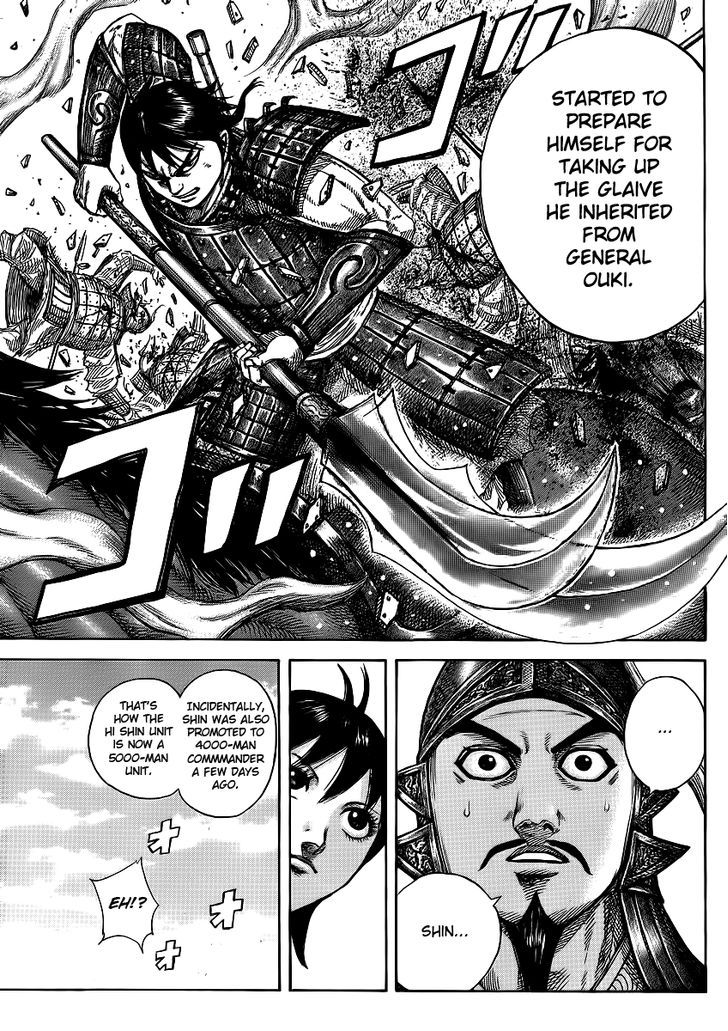 STARTED TO
PREPARE
HIMSELF FOR
TAKING UP
THE GLAIVE
HE INHERITED
FROM
GENERAL
OUKI.
ゴ
ゴ
...
SHIN...
INCIDENTALLY,
SHIN WAS ALSO
PROMOTED TO
4000-MAN
COMMMANDER
A FEW DAYS
AGO.
THAT'S
HOW THE
HI SHIN UNIT
IS NOW A
5000-MAN
UNIT.
オ
オ
オ
EH!?